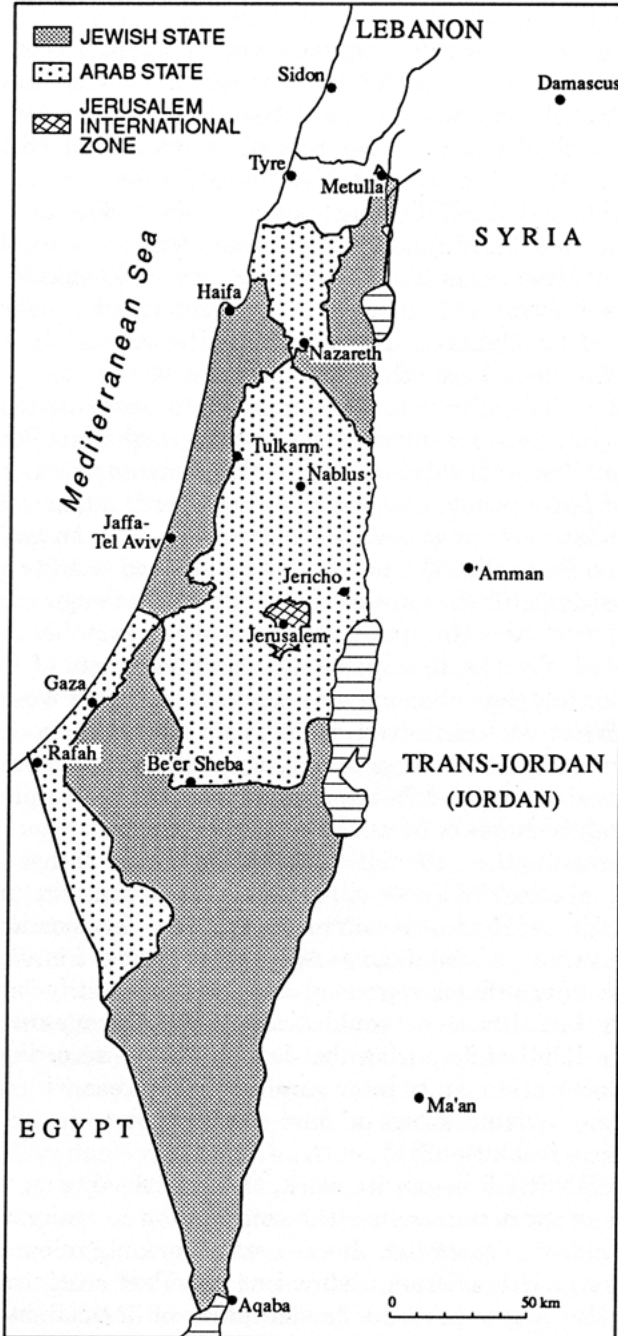 JEWISH STATE
ARAB STATE
JERUSALEM
INTERNATIONAL
ZONE
LEBANON
Sidon
Damascus
Tyre
Metulla
SYRIA
Mediterranean Sea
Haifa
Nazareth
Tulkarm
Nablus
Jaffa-
Tel Aviv
Jericho
Amman
Jerusalem
Gaza
Rafah
Be'er Sheba
TRANS-JORDAN
(JORDAN)
Ma'an
EGYPT
Aqaba
0
50 km